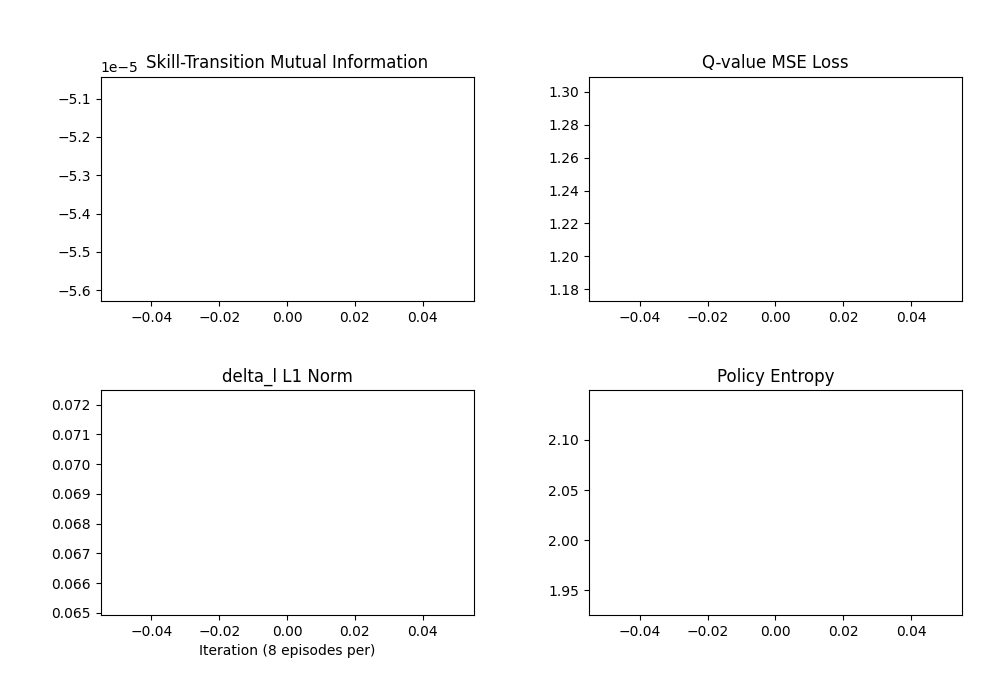 Skill-Transition Mutual Information
1e−5
−5.1
−5.2
−5.3
−5.4
−5.5
−5.6
−0.04 −0.02 0.00 0.02 0.04
Q-value MSE Loss
1.30
1.28
1.26
1.24
1.22
1.20
1.18
−0.04 −0.02 0.00 0.02 0.04
delta_l L1 Norm
0.072
0.071
0.070
0.069
0.068
0.067
0.066
0.065
−0.04 −0.02 0.00 0.02 0.04
Iteration (8 episodes per)
Policy Entropy
2.10
2.05
2.00
1.95
−0.04 −0.02 0.00 0.02 0.04